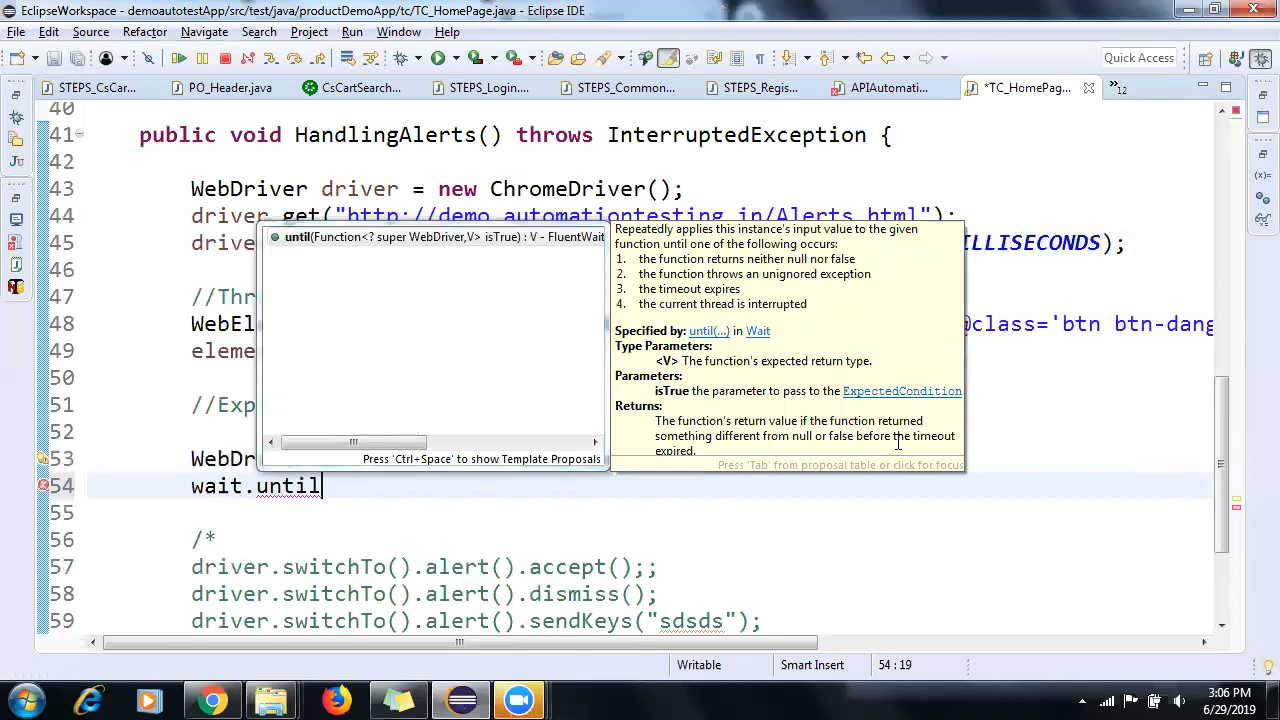 EclipseWorkspace - demoautotestApp/src/test/java/productDemoApp/tc/TC_HomePage.java - Eclipse IDE
File Edit Source Refactor Navigate Search Project Run Window Help
Quick Access
STEPS_CsCar... PO_Header.java CsCartSearch... STEPS_Login.... STEPS_Common... STEPS_Regis... APIAutomati... *TC_HomePag... »12
40
41 public void HandlingAlerts() throws InterruptedException {
42
43 WebDriver driver = new ChromeDriver();
44 driver.get("http://demo.automationtesting.in/Alerts.html");
drive ILLISECONDS);
46
47 //Thr
48 WebEl @class='btn btn-dang
49 eleme
50
51 //Exp
52
53 WebDr
54 wait.until
55
56 /*
57 driver.switchTo().alert().accept();;
58 driver.switchTo().alert().dismiss();
59 driver.switchTo().alert().sendKeys("sdsds");
until(Function<? super WebDriver,V> isTrue) : V - FluentWait
Press 'Ctrl+Space' to show Template Proposals
Repeatedly applies this instance's input value to the given
function until one of the following occurs:
1. the function returns neither null nor false
2. the function throws an unignored exception
3. the timeout expires
4. the current thread is interrupted
Specified by: until(...) in Wait
Type Parameters:
<V> The function's expected return type.
Parameters:
isTrue the parameter to pass to the ExpectedCondition
Returns:
The function's return value if the function returned
something different from null or false before the timeout
expired.
Press 'Tab' from proposal table or click for focus
Writable Smart Insert 54 : 19
3:06 PM
6/29/2019